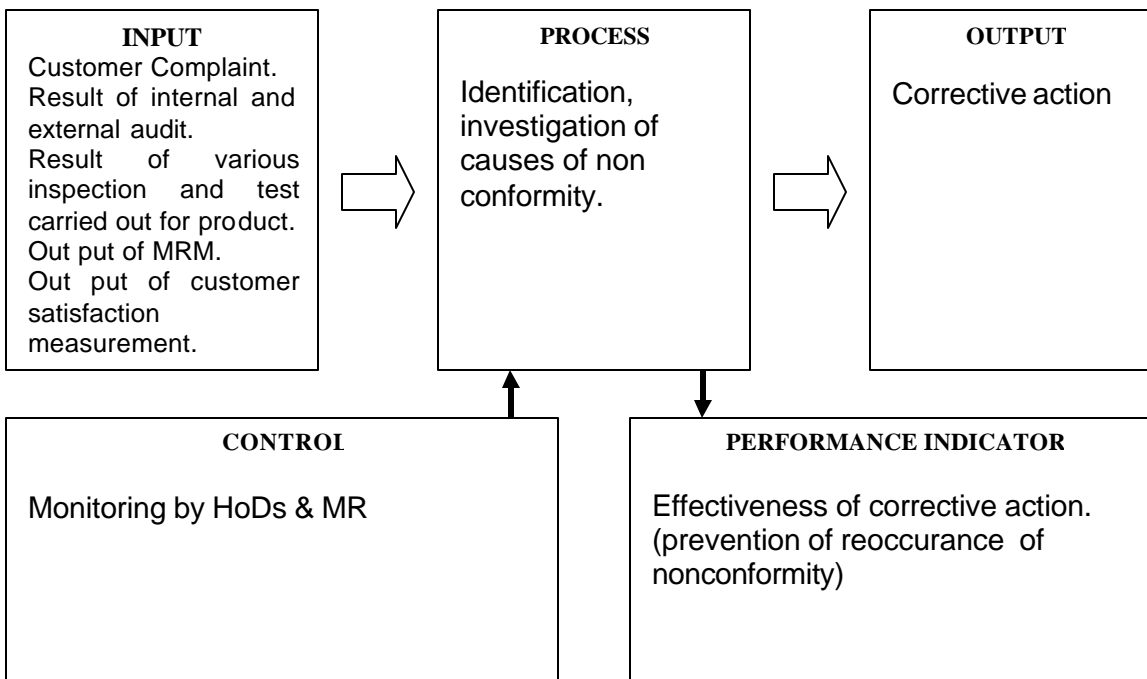 INPUT
Customer Complaint.
Result of internal and
external audit.
Result of various
inspection and test
carried out for product.
Out put of MRM.
Out put of customer
satisfaction
measurement.
PROCESS
Identification,
investigation of
causes of non
conformity.
OUTPUT
Corrective action
CONTROL
Monitoring by HoDs & MR
PERFORMANCE INDICATOR
Effectiveness of corrective action.
(prevention of reoccurance of
nonconformity)